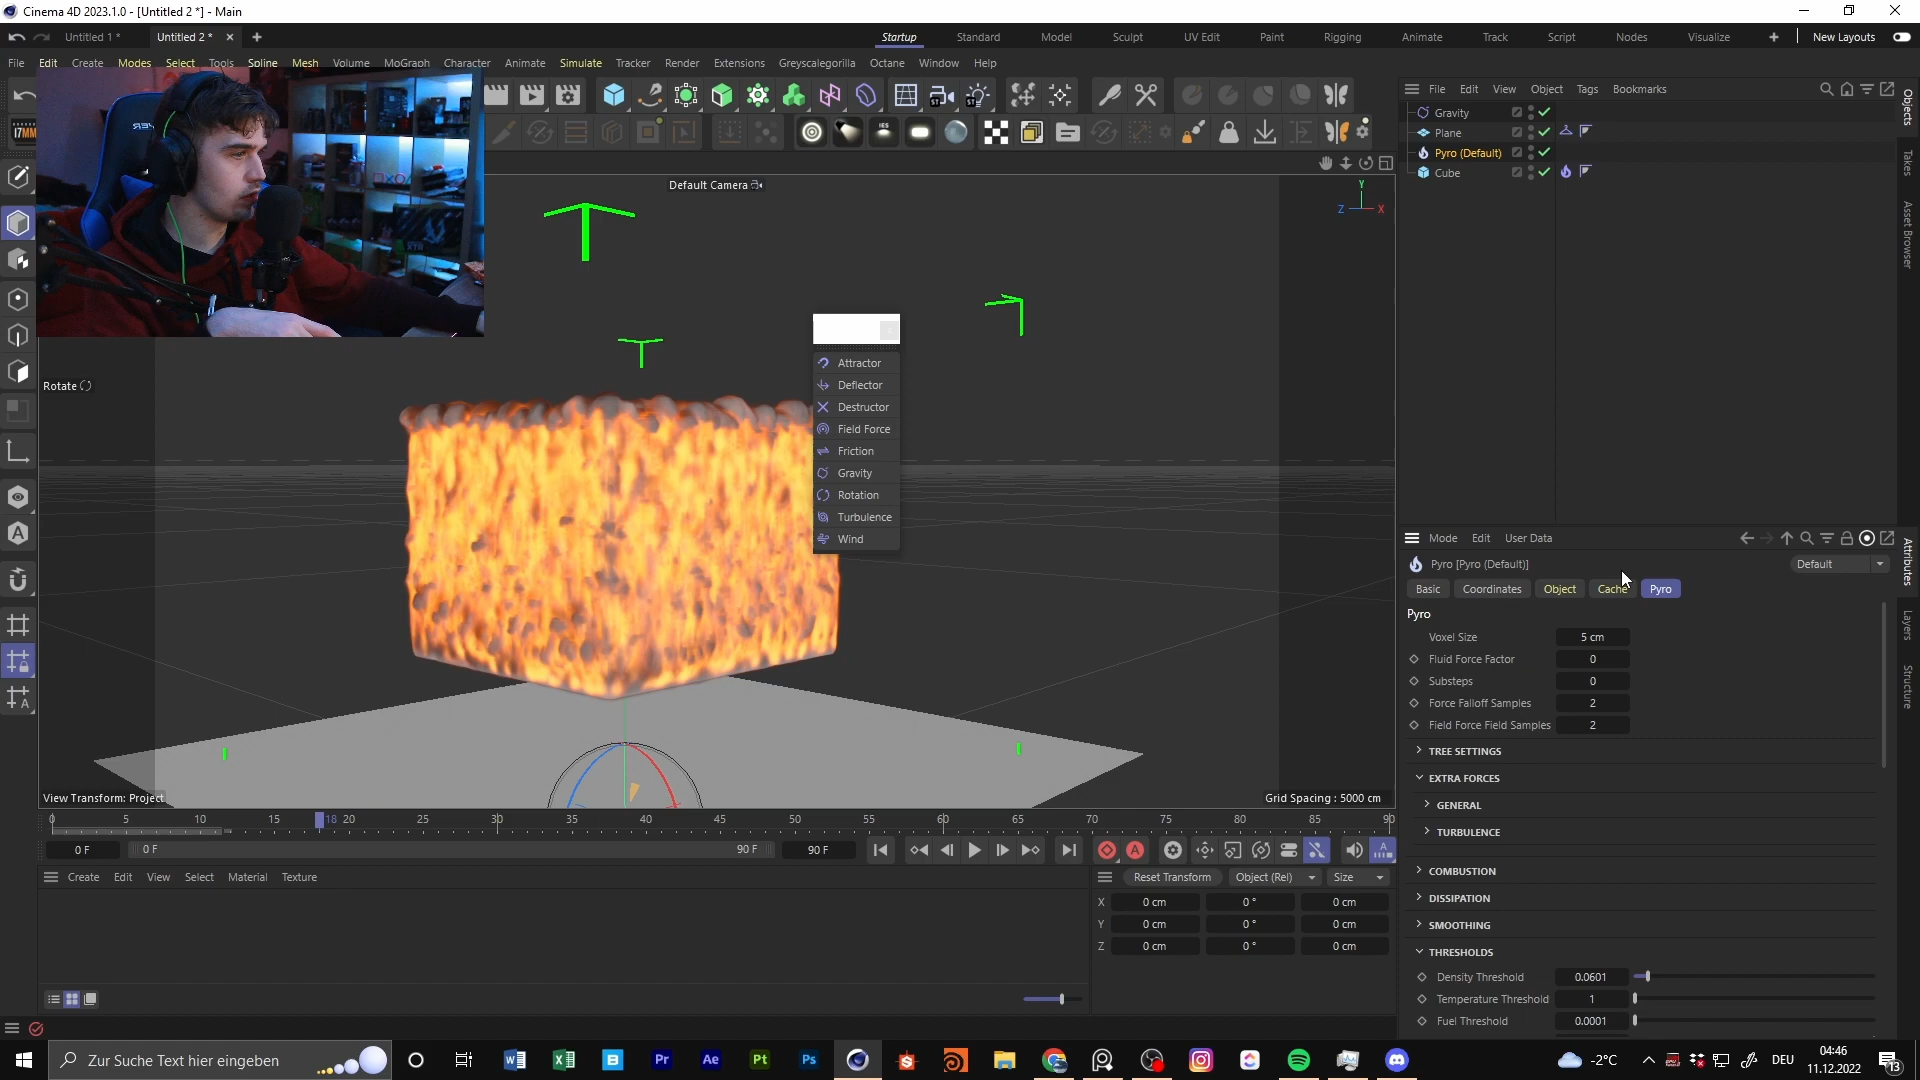 Cinema 4D 2023.1.0 - [Untitled 2 *] - Main
Untitled 1 * Untitled 2 * Startup Standard Model Sculpt UV Edit Paint Rigging Animate Track Script Nodes Visualize New Layouts
File Edit Create Modes Select Tools Spline Mesh Volume MoGraph Character Animate Simulate Tracker Render Extensions Greyscalegorilla Octane Window Help
File Edit View Object Tags Bookmarks
Gravity
Plane
Pyro (Default)
Cube
Objects
Takes
Asset Browser
Default Camera
Y
Z X
Rotate
Attractor
Deflector
Destructor
Field Force
Friction
Gravity
Rotation
Turbulence
Wind
View Transform: Project
Grid Spacing : 5000 cm
Mode Edit User Data
Pyro [Pyro (Default)] Default
Basic Coordinates Object Cache Pyro
Pyro
Voxel Size 5 cm
Fluid Force Factor 0
Substeps 0
Force Falloff Samples 2
Field Force Field Samples 2
TREE SETTINGS
EXTRA FORCES
GENERAL
TURBULENCE
COMBUSTION
DISSIPATION
SMOOTHING
THRESHOLDS
Density Threshold 0.0601
Temperature Threshold 1
Fuel Threshold 0.0001
Attributes
Layers
Structure
0 5 10 15 18 20 25 30 35 40 45 50 55 60 65 70 75 80 85 90
0 F 0 F 90 F 90 F
Create Edit View Select Material Texture
Reset Transform Object (Rel) Size
X 0 cm 0 ° 0 cm
Y 0 cm 0 ° 0 cm
Z 0 cm 0 ° 0 cm
Zur Suche Text hier eingeben
-2°C DEU 04:46
11.12.2022
13